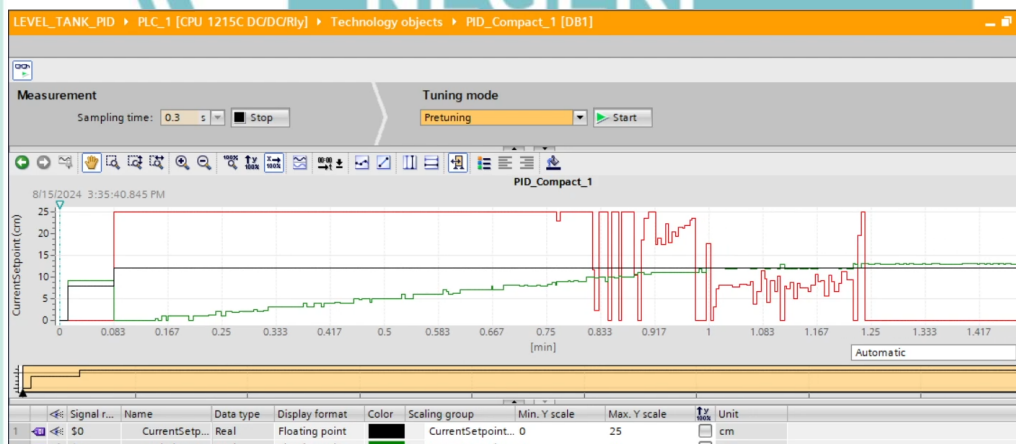 LEVEL_TANK_PID ▸ PLC_1 [CPU 1215C DC/DC/Rly] ▸ Technology objects ▸ PID_Compact_1 [DB1]
Measurement
Tuning mode
Sampling time: 0.3 s Stop
Pretuning Start
PID_Compact_1
8/15/2024 3:35:40.845 PM
CurrentSetpoint (cm)
25
20
15
10
5
0
0 0.083 0.167 0.25 0.333 0.417 0.5 0.583 0.667 0.75 0.833 0.917 1 1.083 1.167 1.25 1.333 1.417
[min]
Automatic
Signal r... Name Data type Display format Color Scaling group Min. Y scale Max. Y scale Unit
1 $0 CurrentSetp... Real Floating point CurrentSetpoint... 0 25 cm